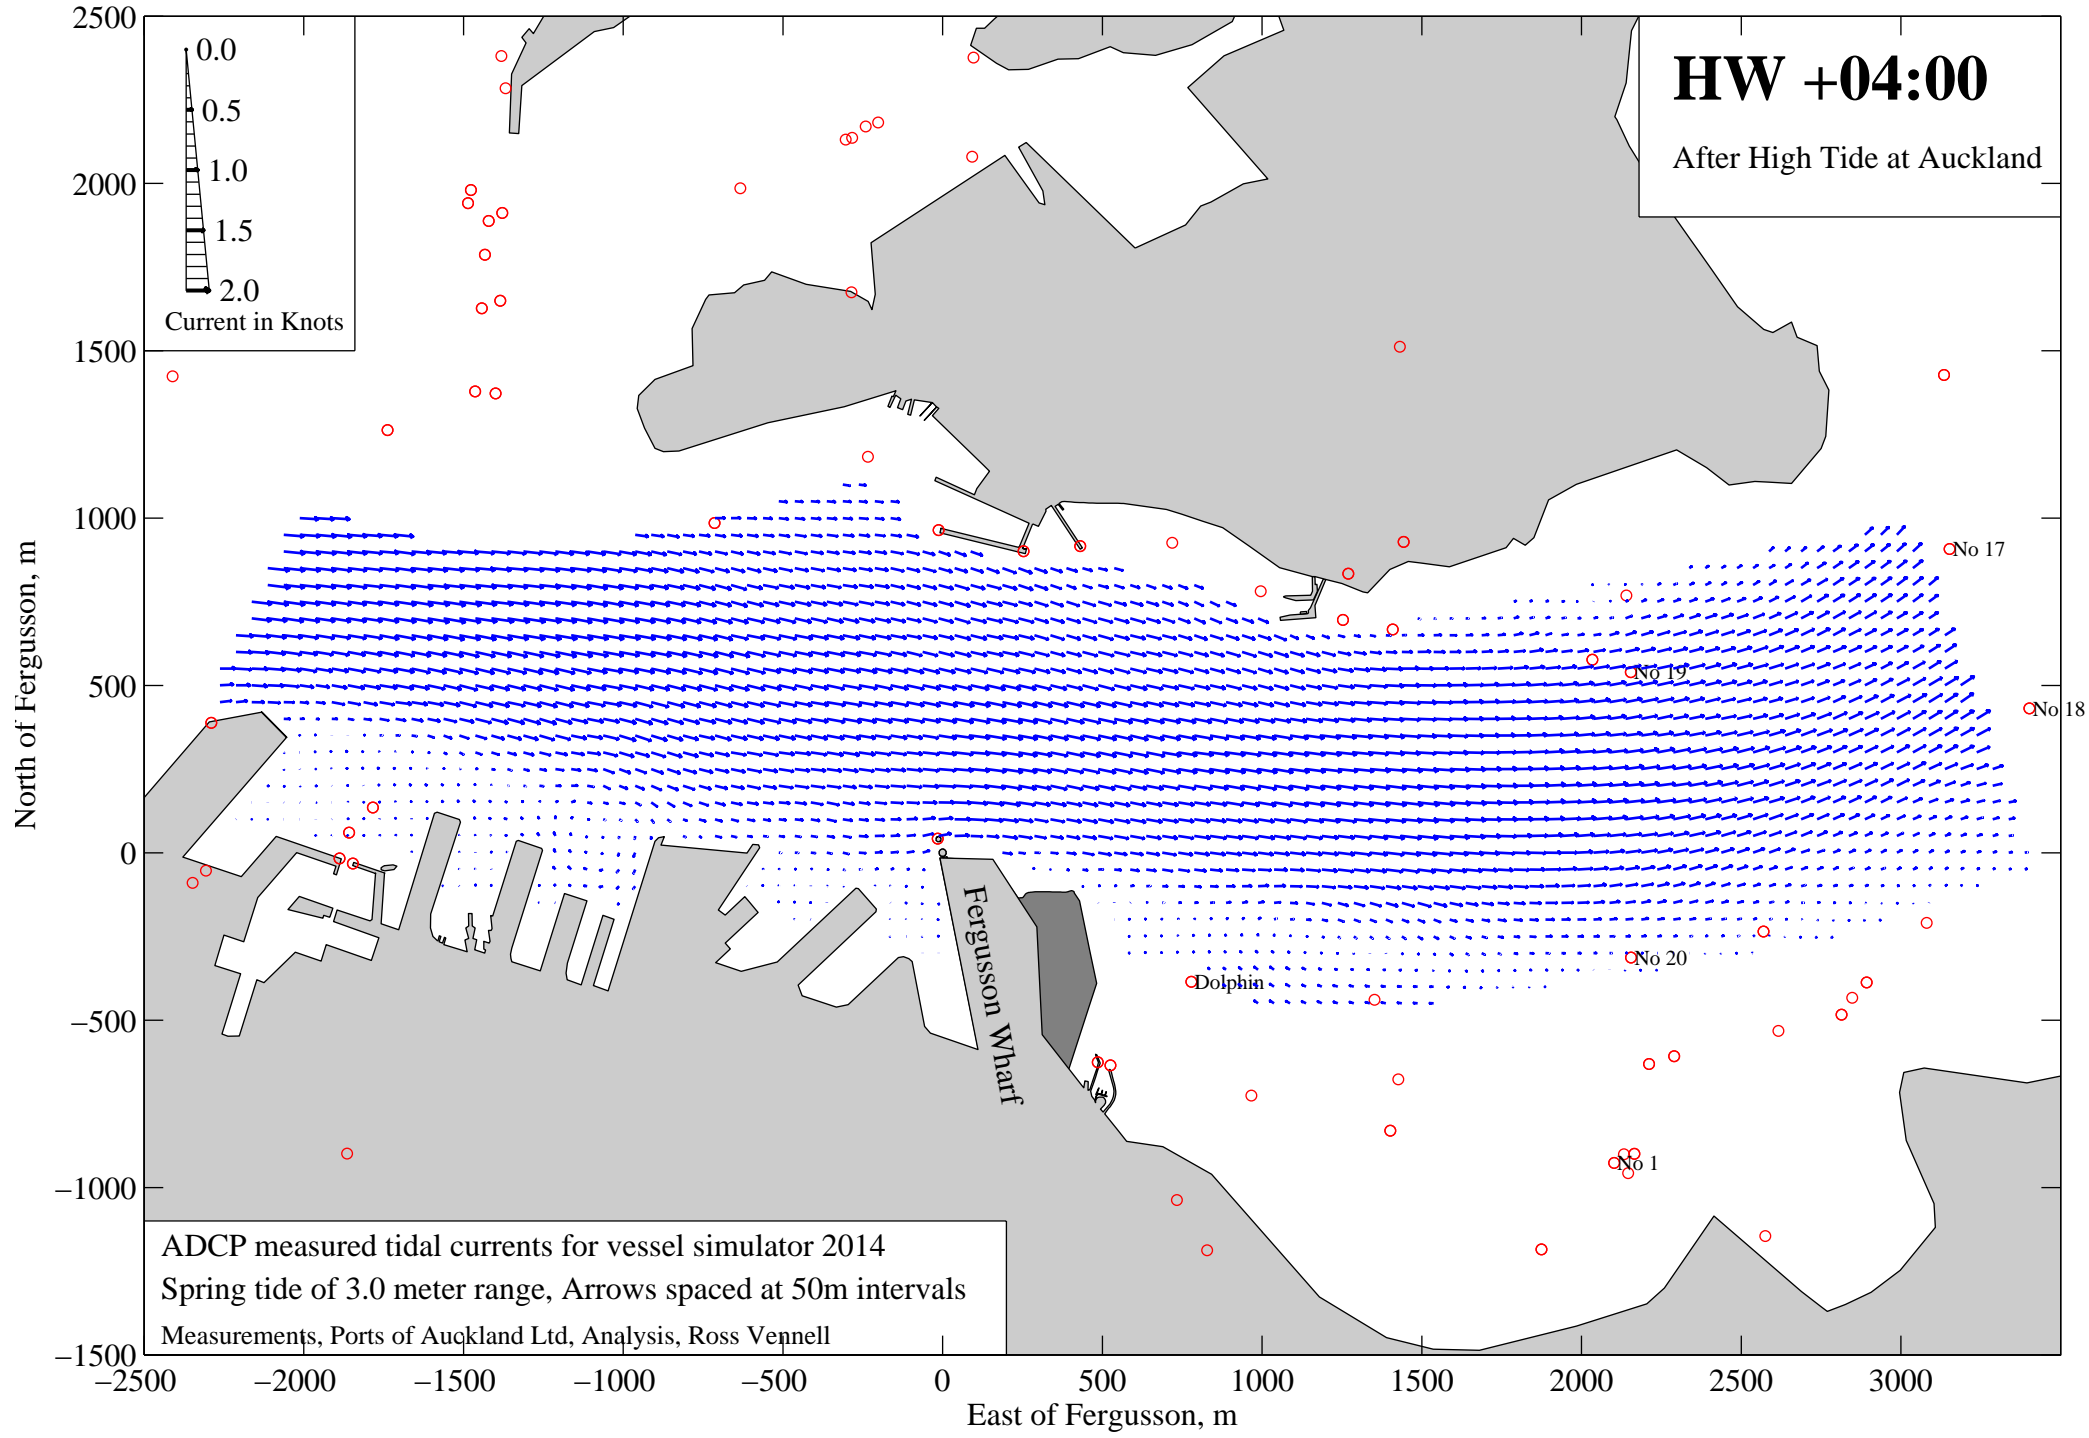 2500
2000
1500
1000
500
0
−500
−1000
−1500
North of Fergusson, m
0.0
0.5
1.0
1.5
2.0
Current in Knots
HW +04:00
After High Tide at Auckland
No 17
No 19
No 18
No 20
Dolphin
Fergusson Wharf
No 1
ADCP measured tidal currents for vessel simulator 2014
Spring tide of 3.0 meter range, Arrows spaced at 50m intervals
Measurements, Ports of Auckland Ltd, Analysis, Ross Vennell
−2500 −2000 −1500 −1000 −500 0 500 1000 1500 2000 2500 3000
East of Fergusson, m